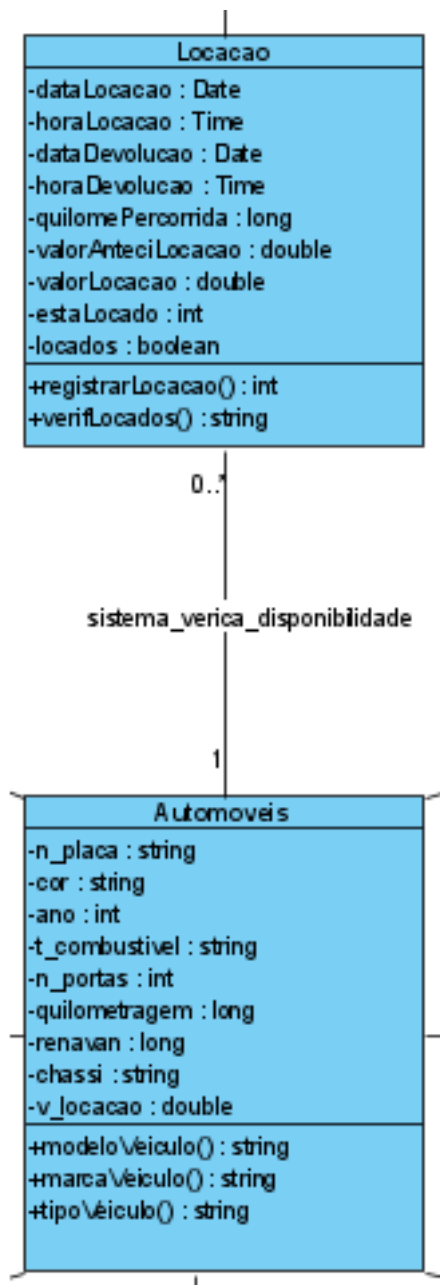 Locacao
-dataLocacao : Date
-horaLocacao : Time
-dataDevolucao : Date
-horaDevolucao : Time
-quilomePercorrida : long
-valorAnteciLocacao : double
-valorLocacao : double
-estaLocado : int
-locados : boolean
+registrarLocacao() : int
+verifLocados() : string
0..*
sistema_verica_disponibilidade
1
Automoveis
-n_placa : string
-cor : string
-ano : int
-t_combustivel : string
-n_portas : int
-quilometragem : long
-renavan : long
-chassi : string
-v_locacao : double
+modeloVeiculo() : string
+marcaVeiculo() : string
+tipoVeiculo() : string